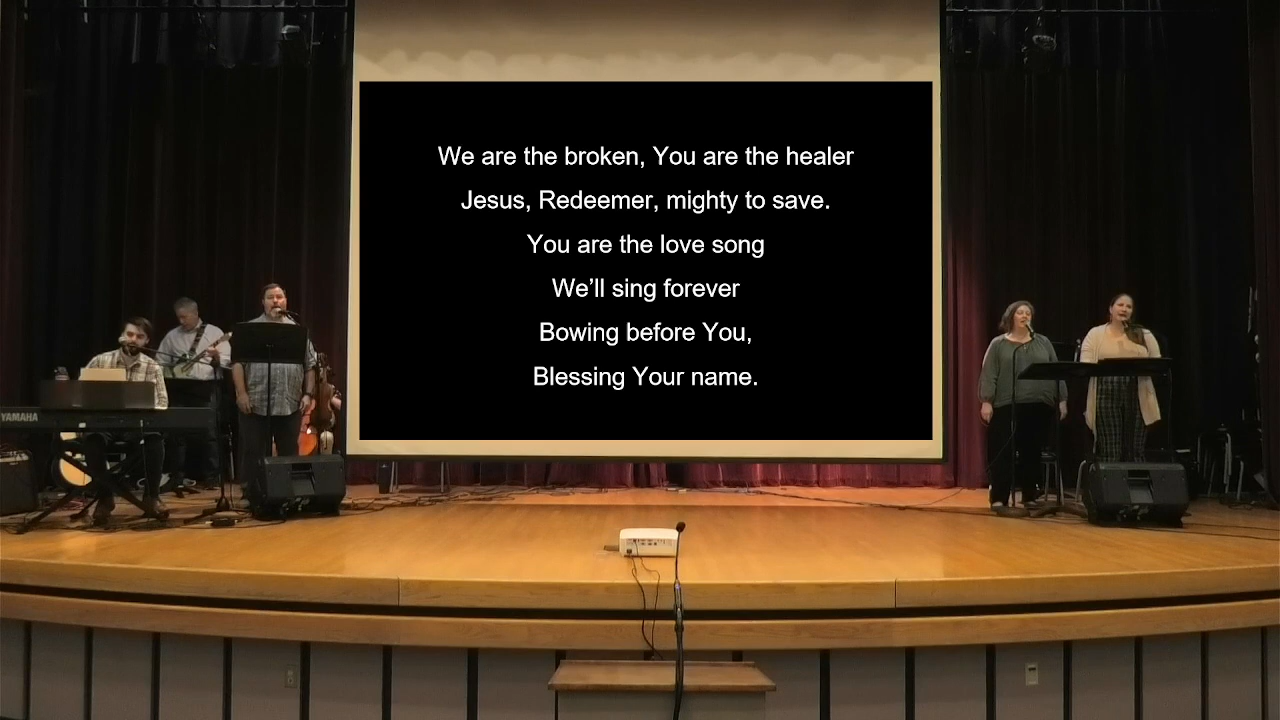 We are the broken, You are the healer
Jesus, Redeemer, mighty to save.
You are the love song
We’ll sing forever
Bowing before You,
Blessing Your name.
YAMAHA